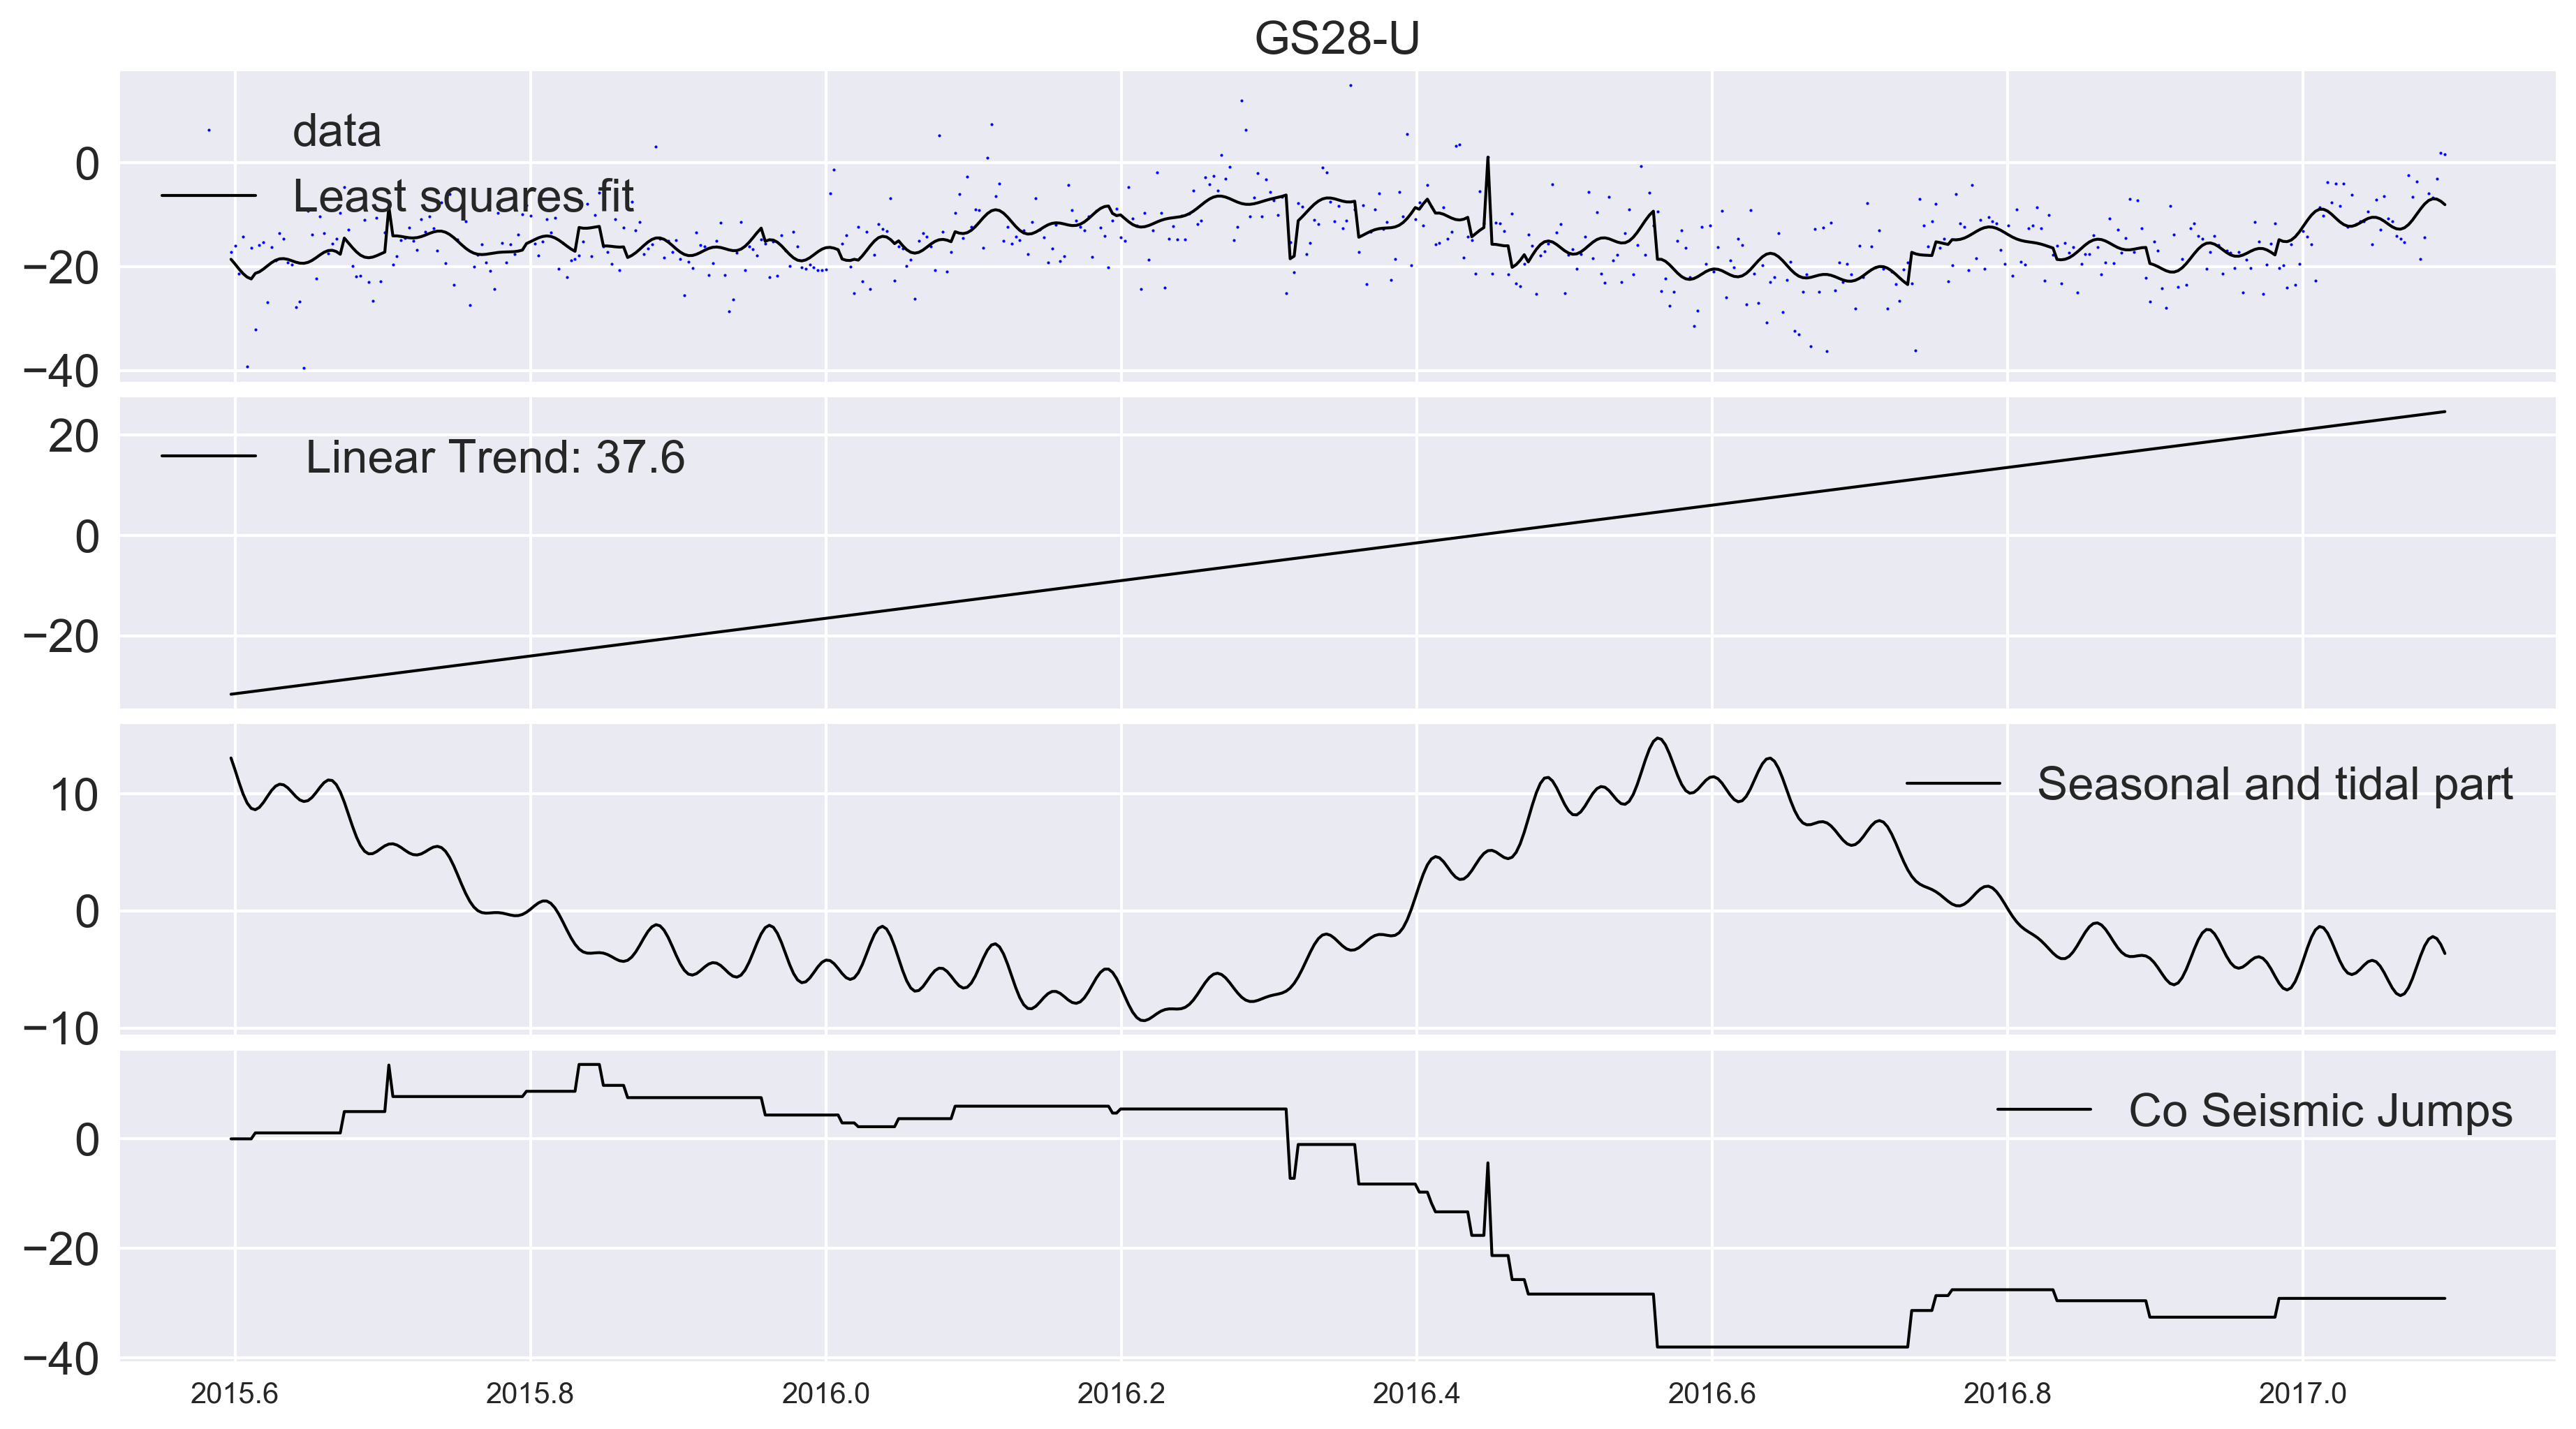 GS28-U
data
Least squares fit
0
−20
−40
Linear Trend: 37.6
20
0
−20
Seasonal and tidal part
10
0
−10
Co Seismic Jumps
0
−20
−40
2015.6 2015.8 2016.0 2016.2 2016.4 2016.6 2016.8 2017.0